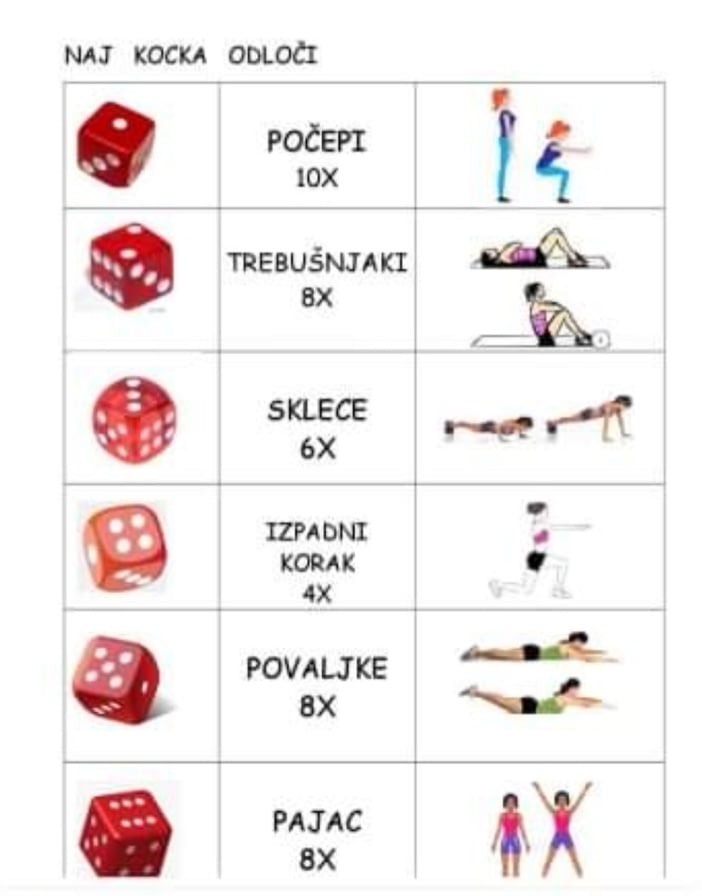 NAJ KOCKA ODLOČI
POČEPI
10X
TREBUŠNJAKI
8X
SKLECE
6X
IZPADNI
KORAK
4X
POVALJKE
8X
PAJAC
8X